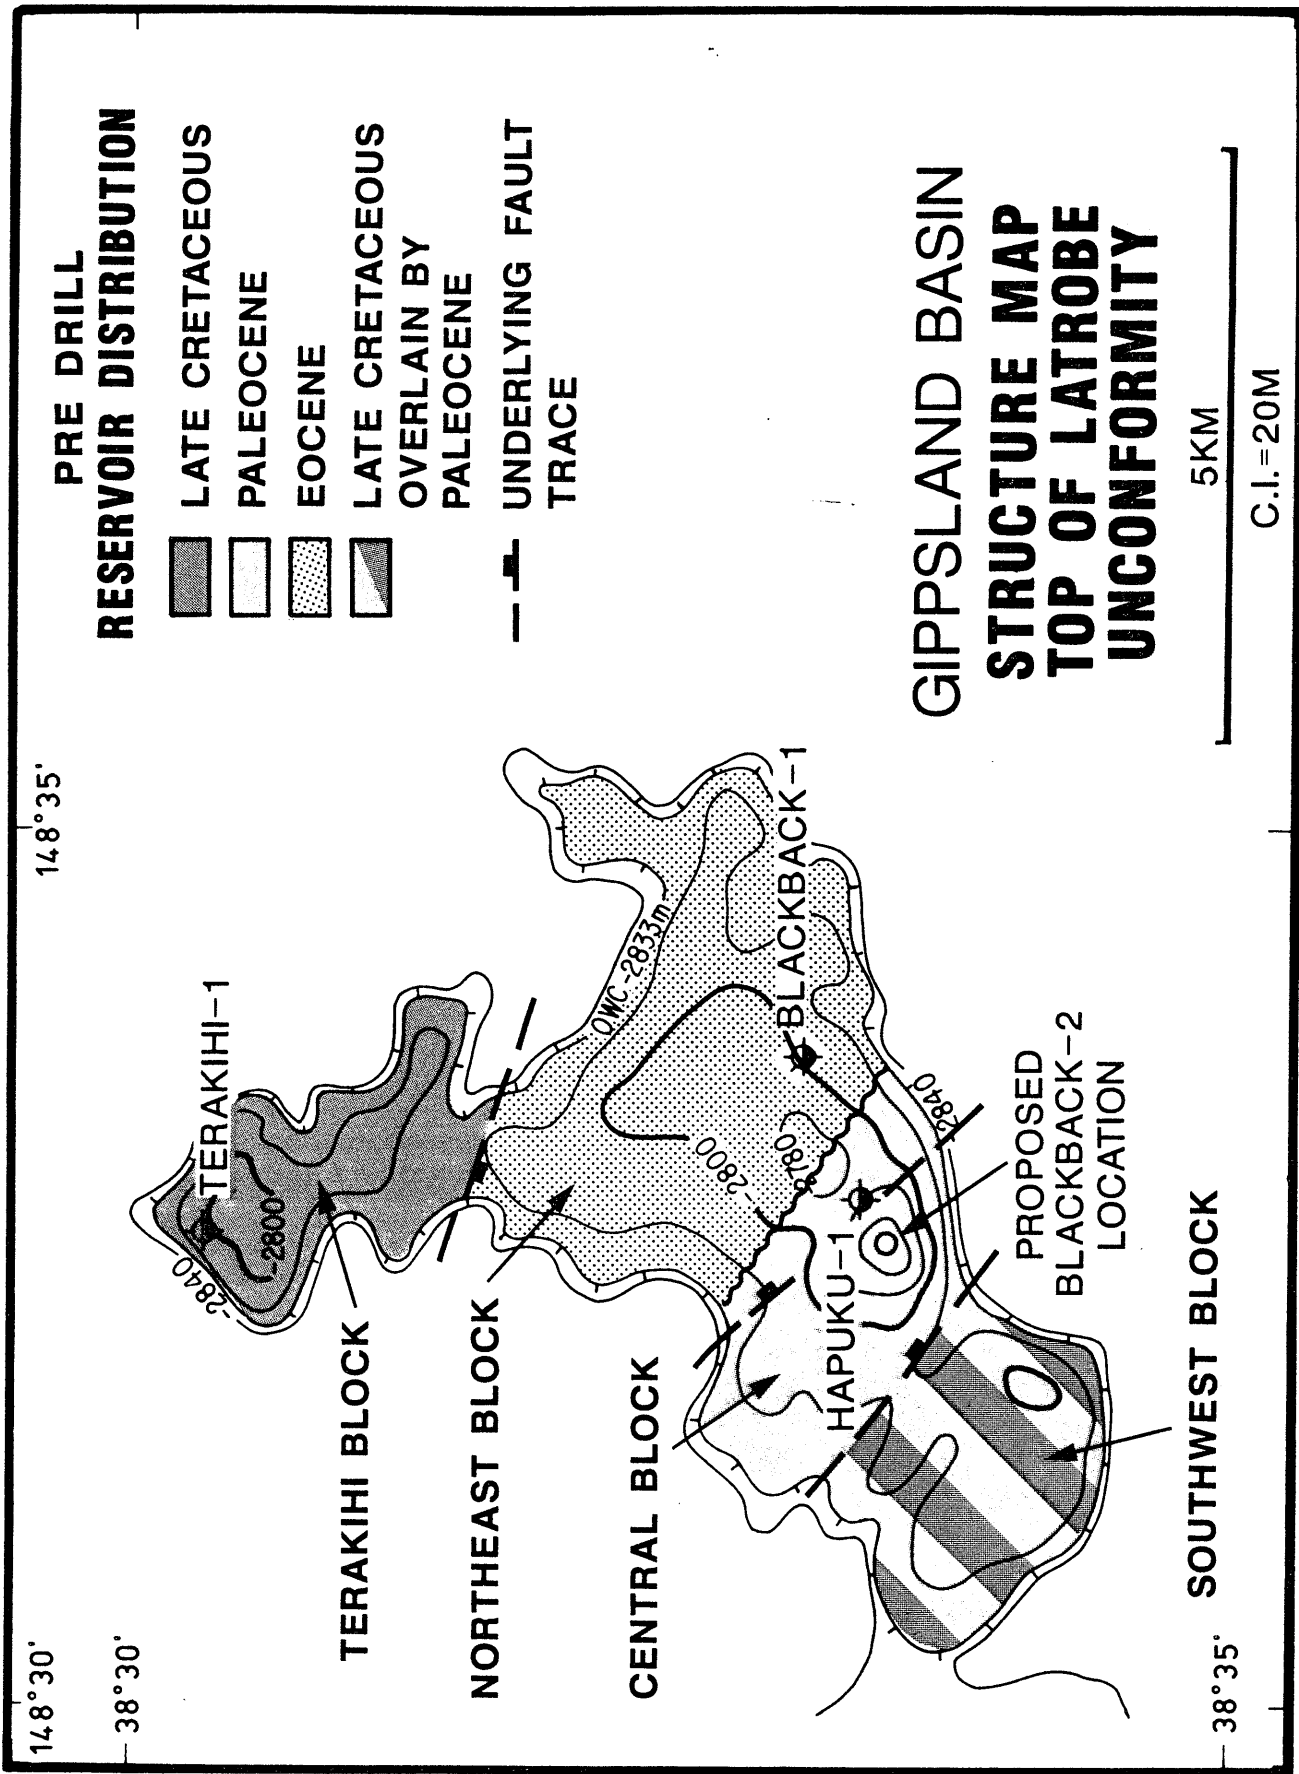 148°30'
38°30'
148°35'
38°35'
PRE DRILL
RESERVOIR DISTRIBUTION
LATE CRETACEOUS
PALEOCENE
EOCENE
LATE CRETACEOUS
OVERLAIN BY
PALEOCENE
UNDERLYING FAULT
TRACE
TERAKIHI-1
-2840
-2800
TERAKIHI BLOCK
NORTHEAST BLOCK
OWC-2833m
CENTRAL BLOCK
-2800
-2780
BLACKBACK-1
HAPUKU-1
-2840
PROPOSED
BLACKBACK-2
LOCATION
SOUTHWEST BLOCK
GIPPSLAND BASIN
STRUCTURE MAP
TOP OF LATROBE
UNCONFORMITY
5KM
C.I.=20M